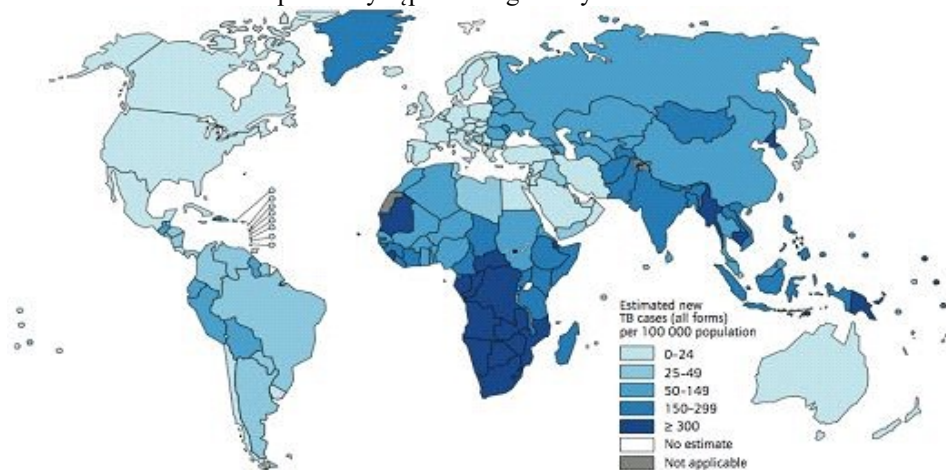 Estimated new
TB cases (all forms)
per 100 000 population
0–24
25–49
50–149
150–299
≥ 300
No estimate
Not applicable